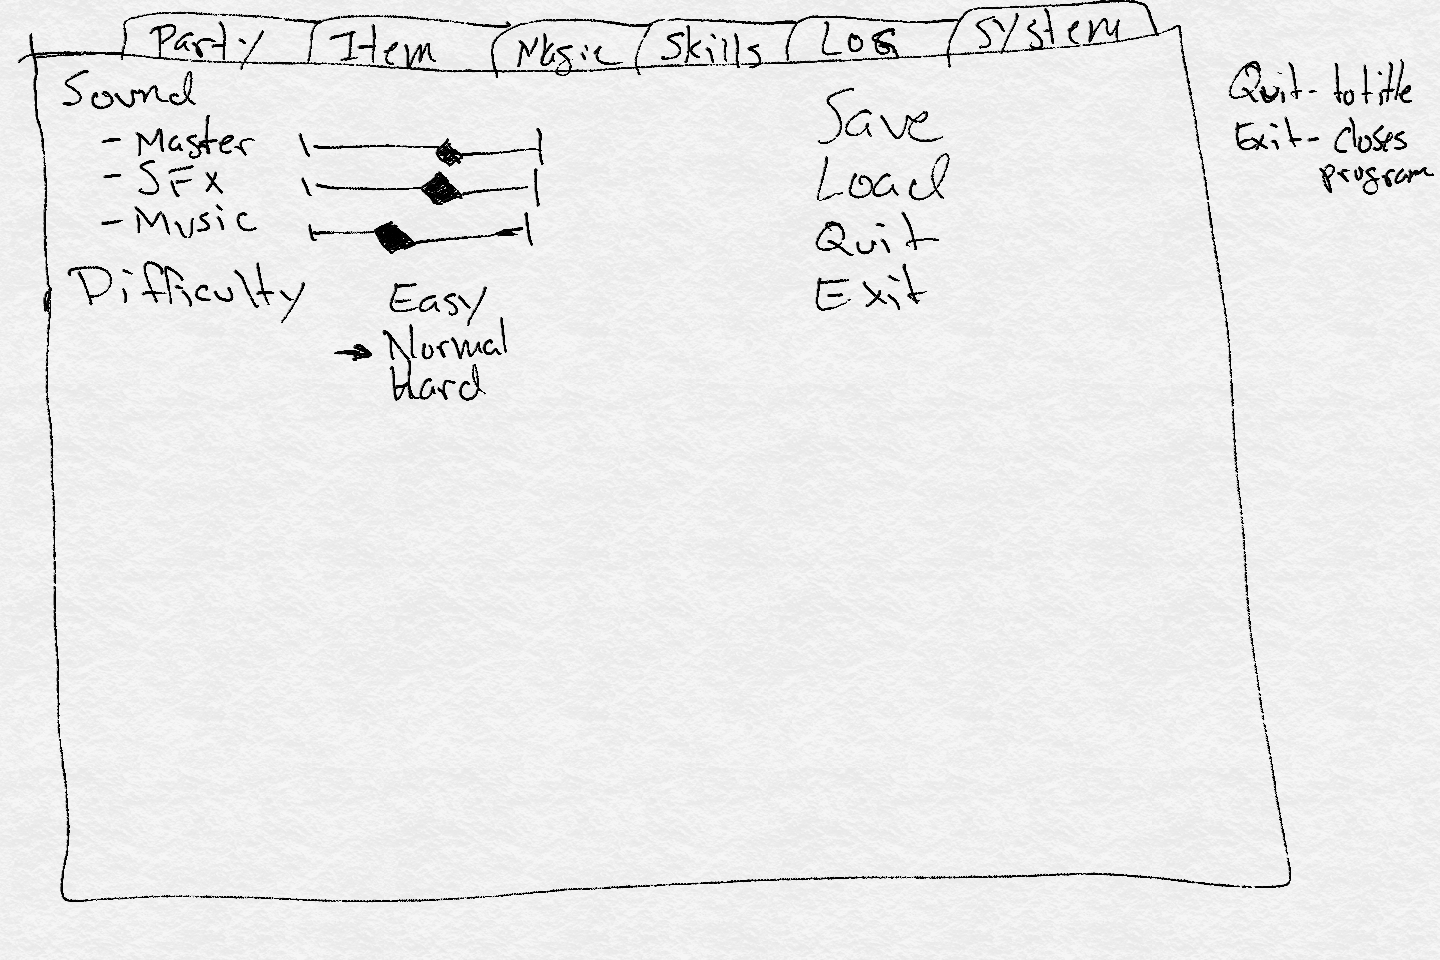 Party Item Magic Skills LOG System
Sound
- Master
- SFX
- Music
Difficulty
Easy
→ Normal
Hard
Save
Load
Quit
Exit
Quit - to title
Exit - closes
program